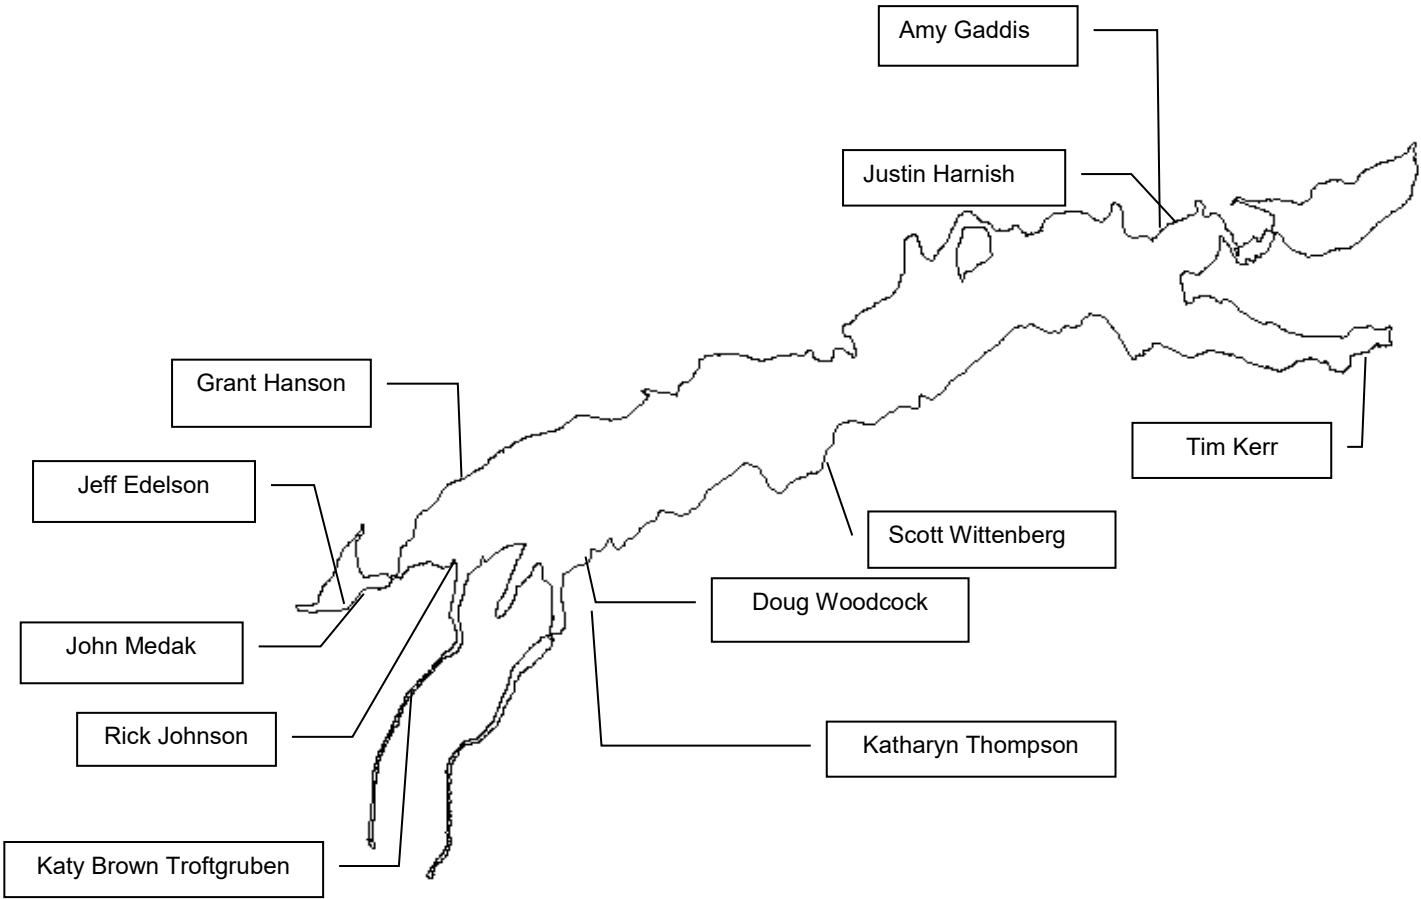 Amy Gaddis
Justin Harnish
Grant Hanson
Tim Kerr
Jeff Edelson
Scott Wittenberg
Doug Woodcock
John Medak
Rick Johnson
Katharyn Thompson
Katy Brown Troftgruben